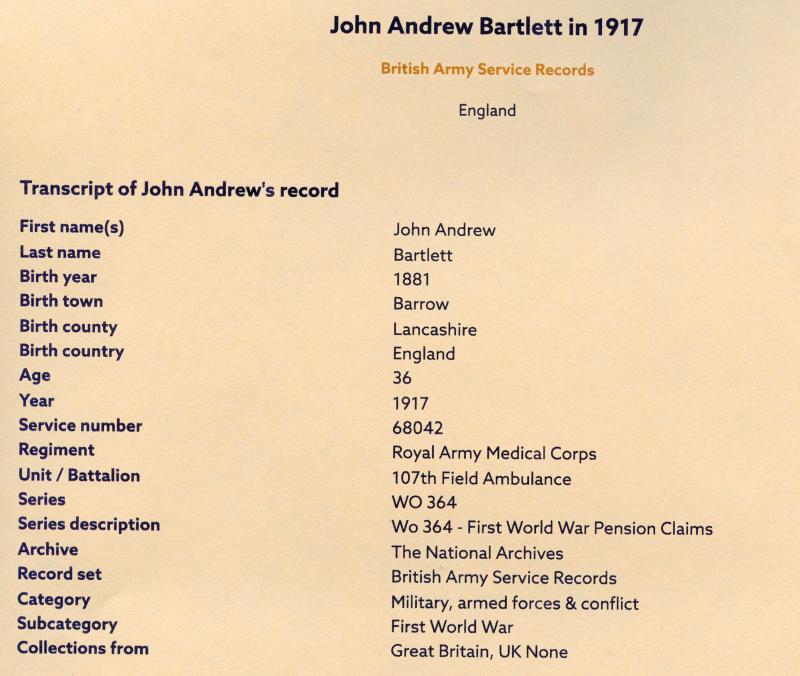 John Andrew Bartlett in 1917
British Army Service Records
England
Transcript of John Andrew's record
First name(s) John Andrew
Last name Bartlett
Birth year 1881
Birth town Barrow
Birth county Lancashire
Birth country England
Age 36
Year 1917
Service number 68042
Regiment Royal Army Medical Corps
Unit / Battalion 107th Field Ambulance
Series WO 364
Series description Wo 364 - First World War Pension Claims
Archive The National Archives
Record set British Army Service Records
Category Military, armed forces & conflict
Subcategory First World War
Collections from Great Britain, UK None